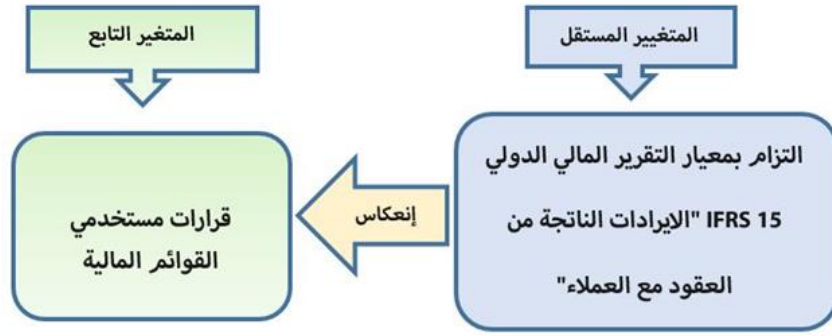 المتغيير المستقل
المتغير التابع
التزام بمعيار التقرير المالي الدولي
IFRS 15 "الايرادات الناتجة من
العقود مع العملاء"
إنعكاس
قرارات مستخدمي
القوائم المالية